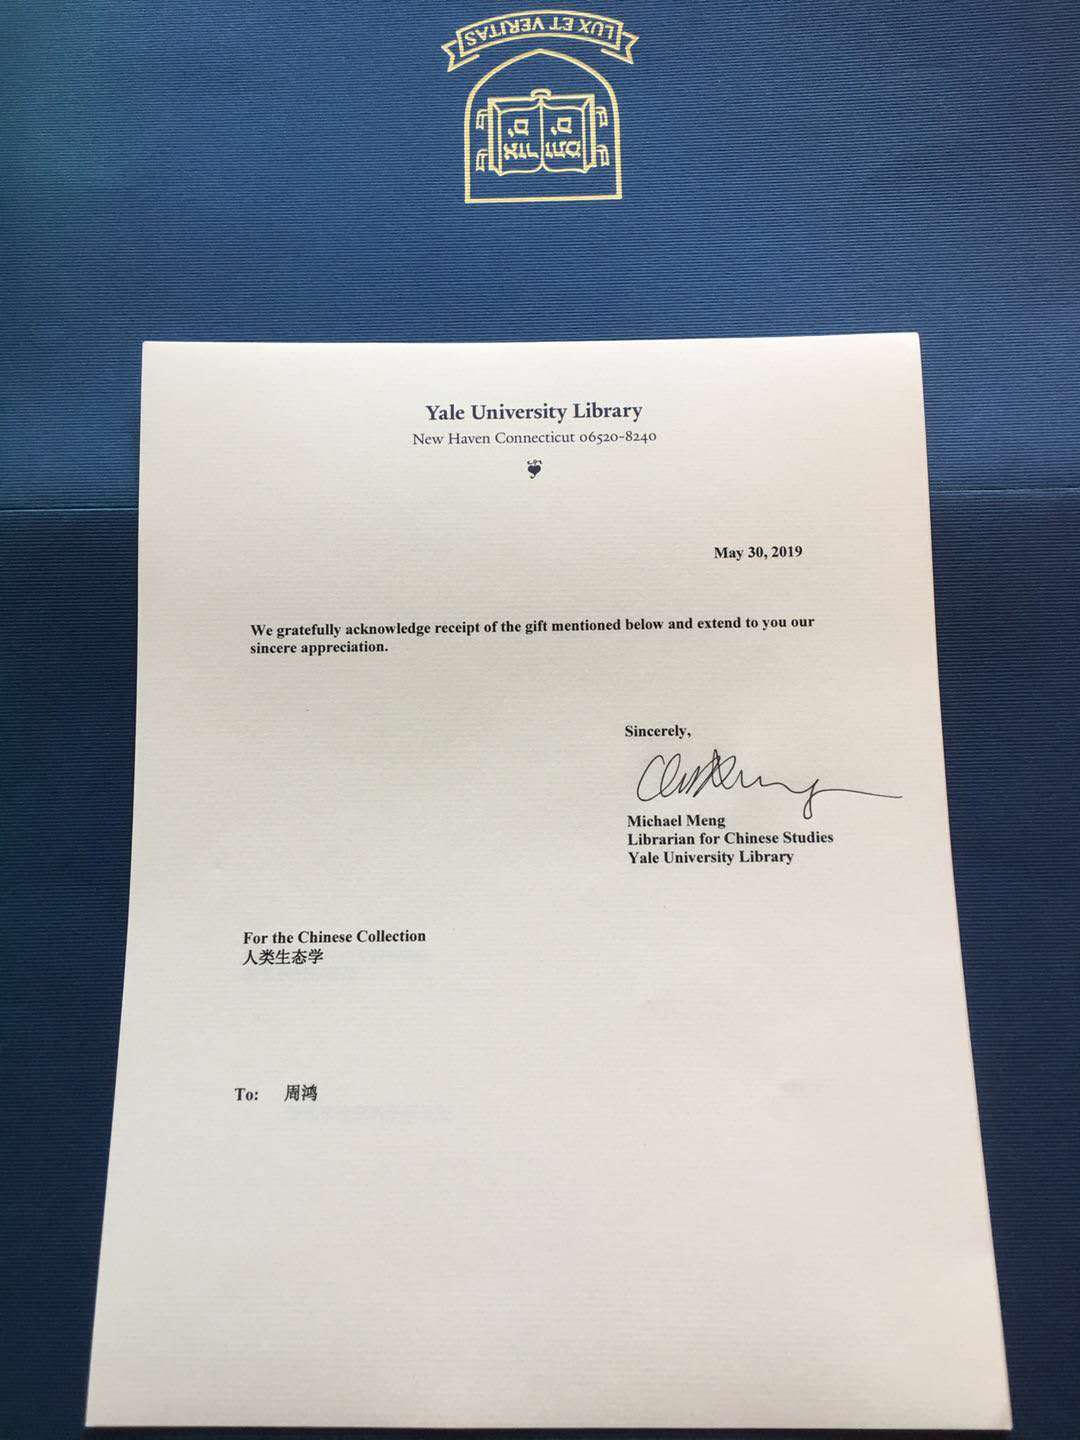 LUX ET VERITAS
אורים
ותמים
Yale University Library
New Haven Connecticut 06520-8240
May 30, 2019
We gratefully acknowledge receipt of the gift mentioned below and extend to you our
sincere appreciation.
Sincerely,
Michael Meng
Librarian for Chinese Studies
Yale University Library
For the Chinese Collection
人类生态学
To: 周鸿